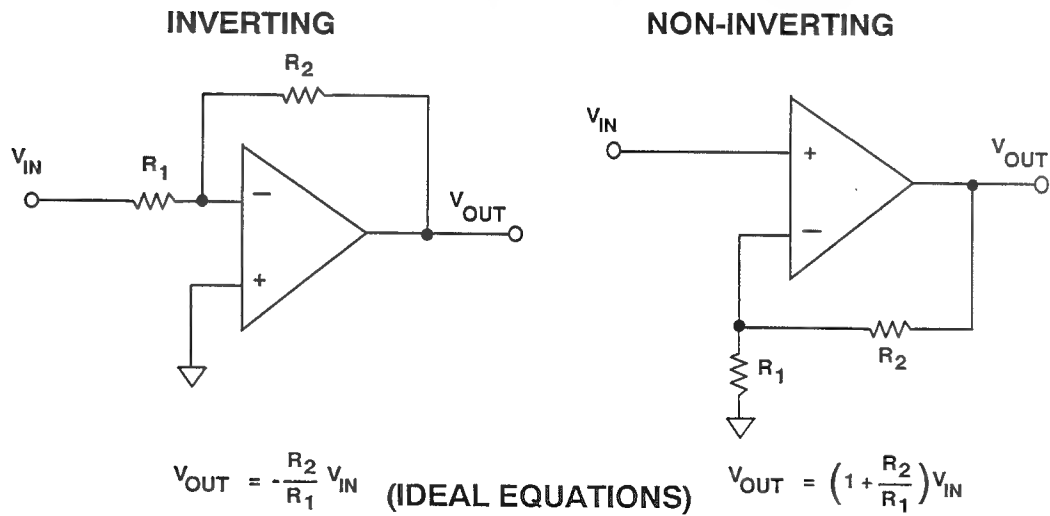 INVERTING
R2
VIN
R1
−
+
VOUT
VOUT = -R2/R1 VIN
NON-INVERTING
VIN
+
−
VOUT
R2
R1
VOUT = (1 + R2/R1)VIN
(IDEAL EQUATIONS)